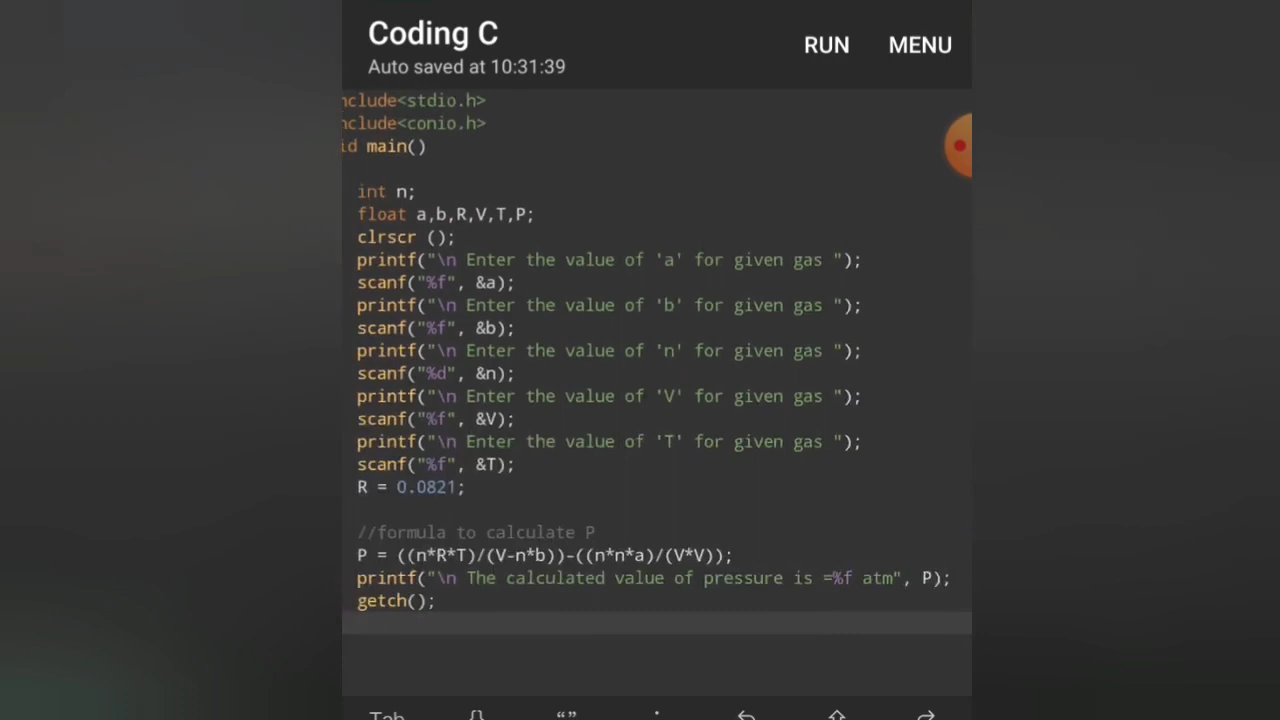 Coding C
RUN MENU
Auto saved at 10:31:39
nclude<stdio.h>
nclude<conio.h>
id main()
int n;
float a,b,R,V,T,P;
clrscr ();
printf("\n Enter the value of 'a' for given gas ");
scanf("%f", &a);
printf("\n Enter the value of 'b' for given gas ");
scanf("%f", &b);
printf("\n Enter the value of 'n' for given gas ");
scanf("%d", &n);
printf("\n Enter the value of 'V' for given gas ");
scanf("%f", &V);
printf("\n Enter the value of 'T' for given gas ");
scanf("%f", &T);
R = 0.0821;
//formula to calculate P
P = ((n*R*T)/(V-n*b))-((n*n*a)/(V*V));
printf("\n The calculated value of pressure is =%f atm", P);
getch();
Tab {} “”